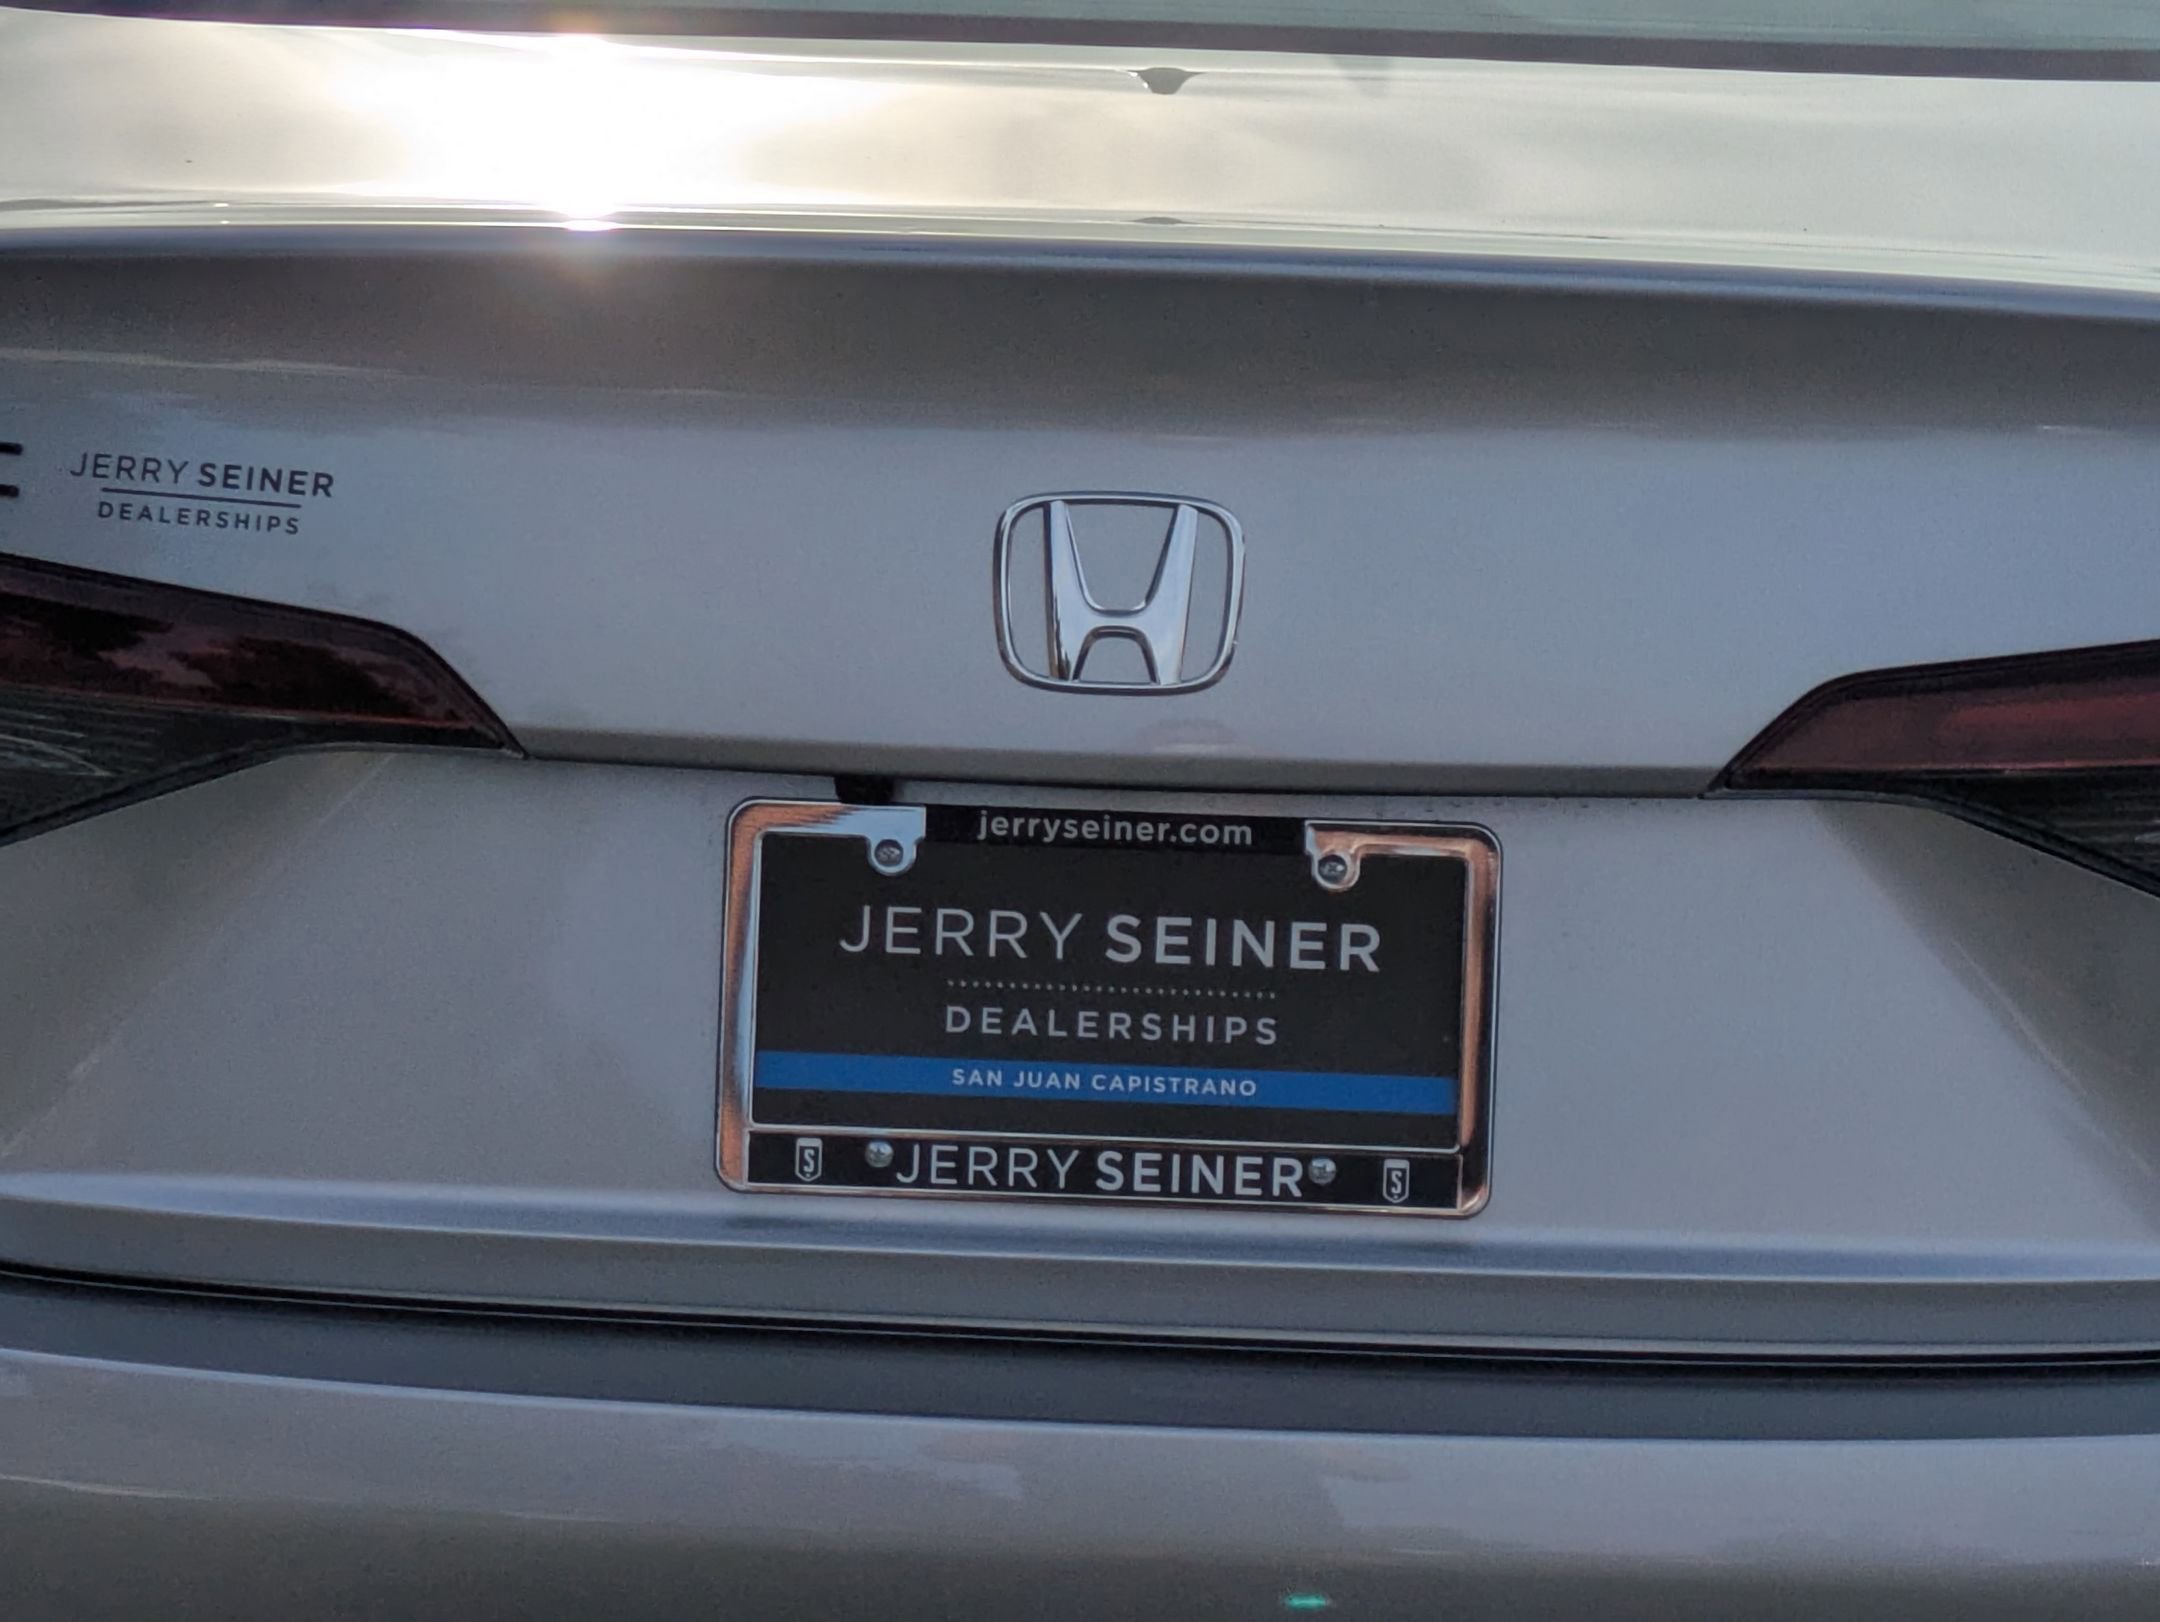 JERRY SEINER
DEALERSHIPS
jerryseiner.com
JERRY SEINER
DEALERSHIPS
SAN JUAN CAPISTRANO
S JERRY SEINER S